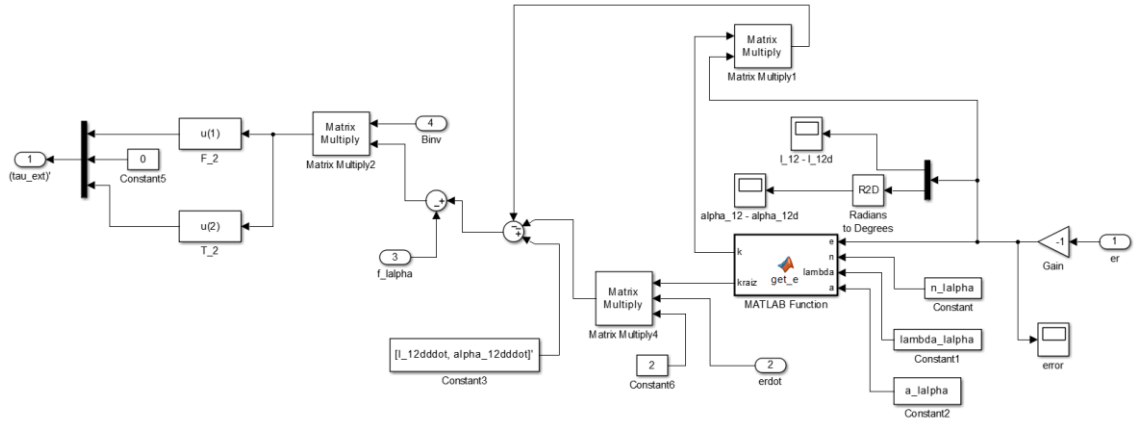 Matrix
Multiply
Matrix Multiply1
4
Binv
Matrix
Multiply
Matrix Multiply2
u(1)
F_2
1
(tau_ext)'
0
Constant5
u(2)
T_2
3
f_lalpha
l_12 - l_12d
alpha_12 - alpha_12d
R2D
Radians
to Degrees
-1
Gain
1
er
k
kraiz
get_e
e
n
lambda
a
MATLAB Function
n_lalpha
Constant
lambda_lalpha
Constant1
a_lalpha
Constant2
error
Matrix
Multiply
Matrix Multiply4
[l_12dddot, alpha_12dddot]'
Constant3
2
Constant6
2
erdot